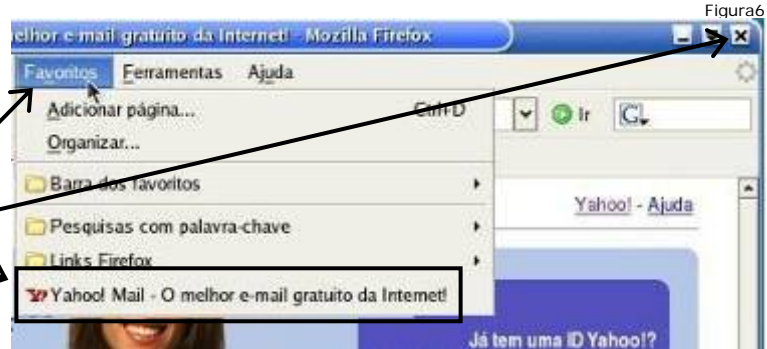 Figura6
elhor e-mail gratuito da Internet! - Mozilla Firefox
Favoritos Ferramentas Ajuda
Adicionar página... Ctrl+D
Ir
G
Organizar...
Barra dos favoritos
Yahoo! - Ajuda
Pesquisas com palavra-chave
Links Firefox
Y! Yahoo! Mail - O melhor e-mail gratuito da Internet!
Já tem uma ID Yahoo!?